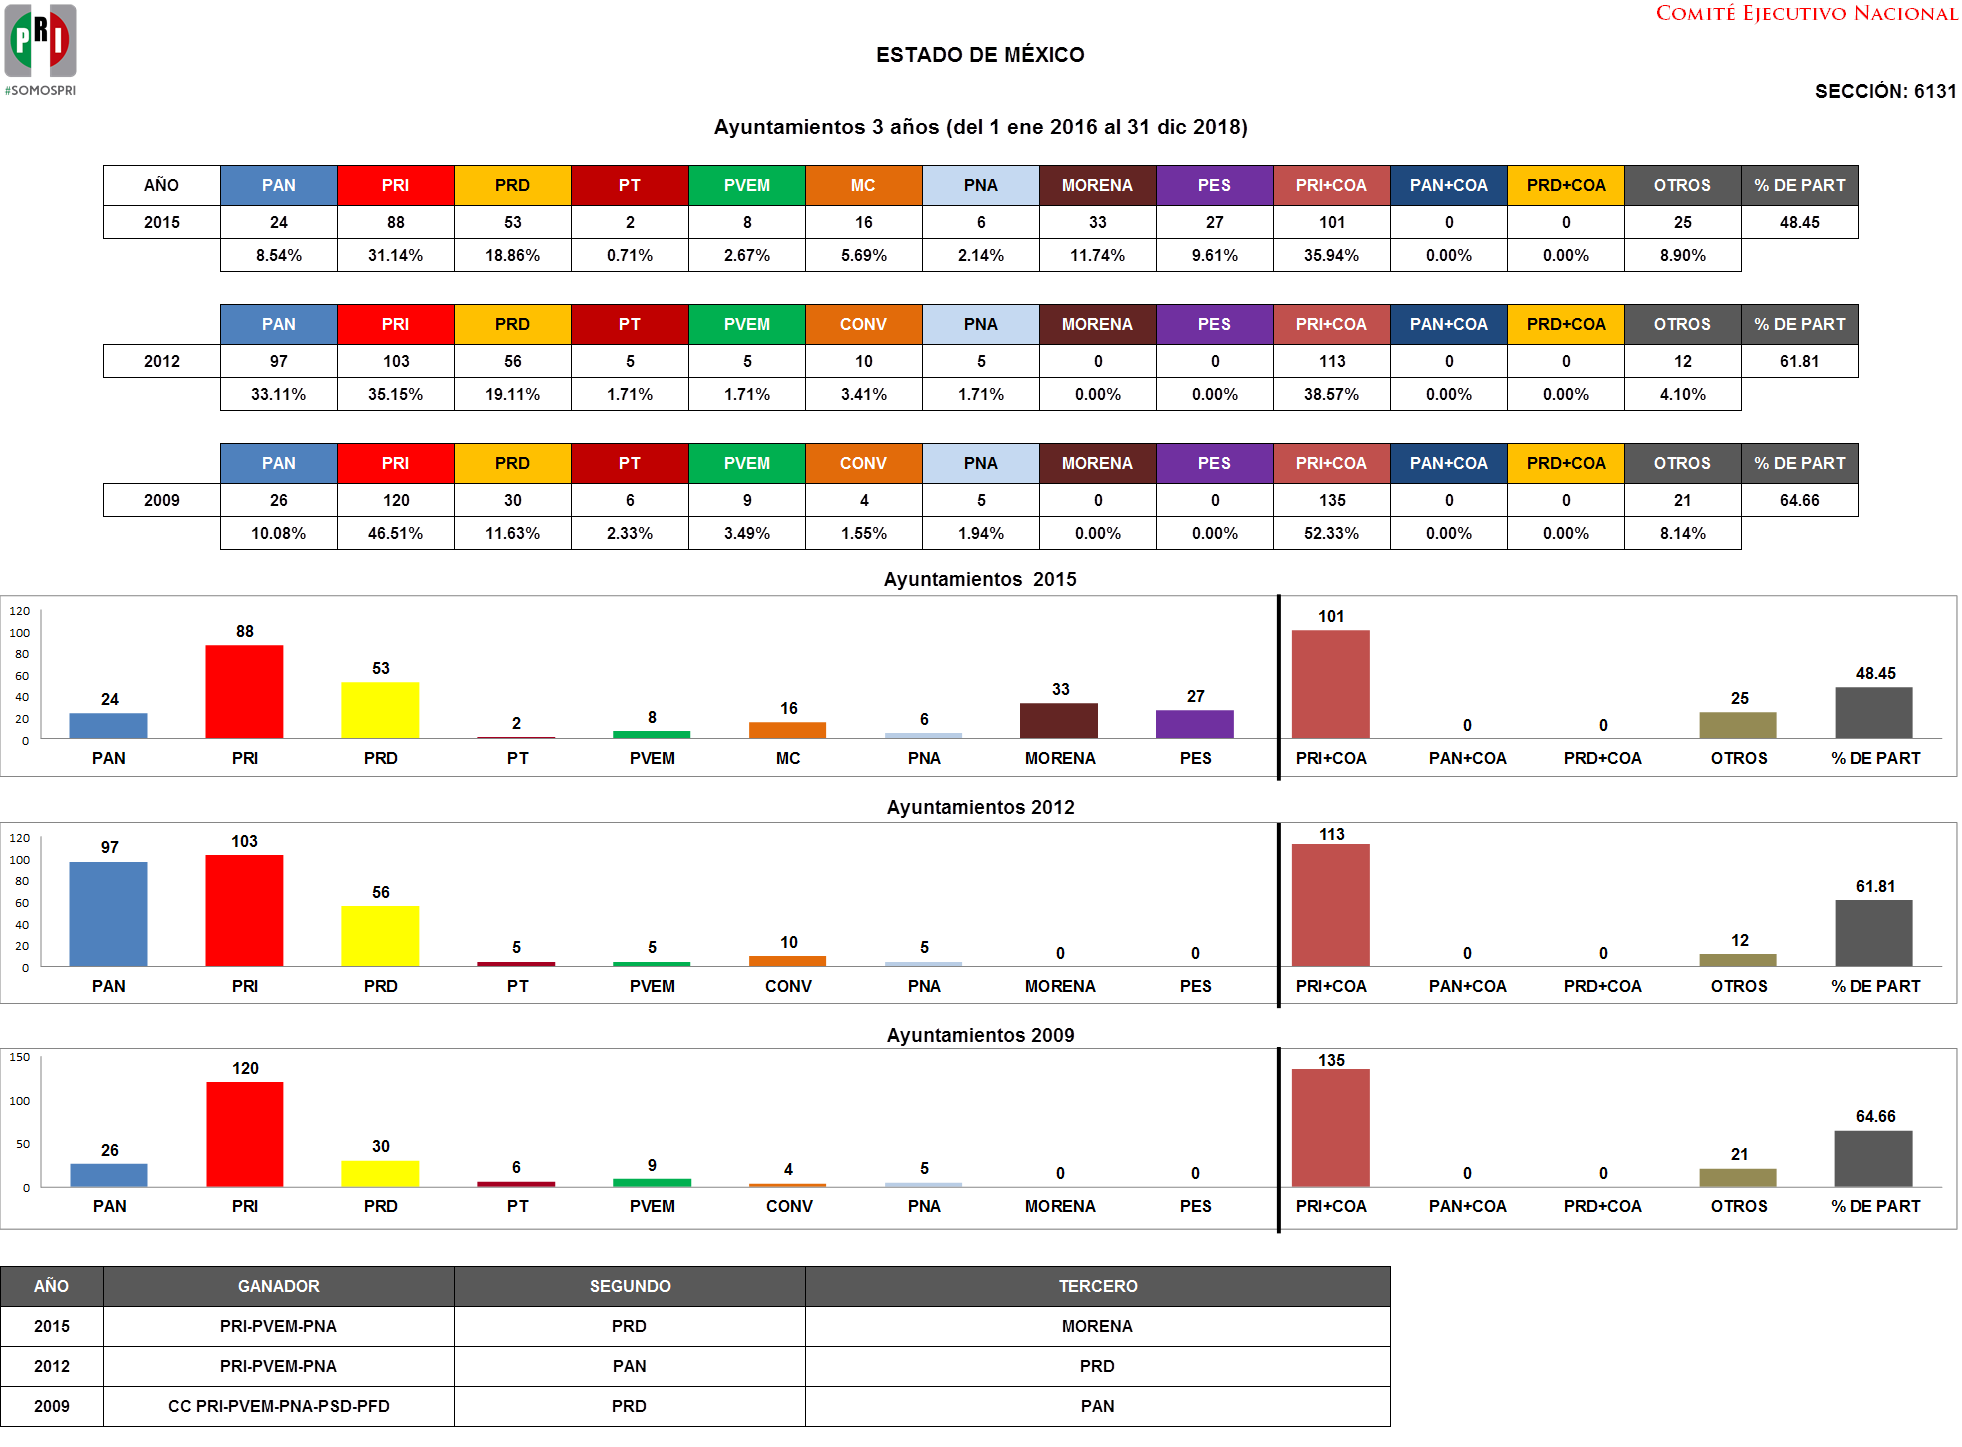 PRI
#SOMOSPRI
COMITÉ EJECUTIVO NACIONAL
ESTADO DE MÉXICO
SECCIÓN: 6131
Ayuntamientos 3 años (del 1 ene 2016 al 31 dic 2018)
AÑO PAN PRI PRD PT PVEM MC PNA MORENA PES PRI+COA PAN+COA PRD+COA OTROS % DE PART
2015 24 88 53 2 8 16 6 33 27 101 0 0 25 48.45
8.54% 31.14% 18.86% 0.71% 2.67% 5.69% 2.14% 11.74% 9.61% 35.94% 0.00% 0.00% 8.90%
PAN PRI PRD PT PVEM CONV PNA MORENA PES PRI+COA PAN+COA PRD+COA OTROS % DE PART
2012 97 103 56 5 5 10 5 0 0 113 0 0 12 61.81
33.11% 35.15% 19.11% 1.71% 1.71% 3.41% 1.71% 0.00% 0.00% 38.57% 0.00% 0.00% 4.10%
PAN PRI PRD PT PVEM CONV PNA MORENA PES PRI+COA PAN+COA PRD+COA OTROS % DE PART
2009 26 120 30 6 9 4 5 0 0 135 0 0 21 64.66
10.08% 46.51% 11.63% 2.33% 3.49% 1.55% 1.94% 0.00% 0.00% 52.33% 0.00% 0.00% 8.14%
Ayuntamientos 2015
120
100
80
60
40
20
0
24 88 53 2 8 16 6 33 27 101 0 0 25 48.45
PAN PRI PRD PT PVEM MC PNA MORENA PES PRI+COA PAN+COA PRD+COA OTROS % DE PART
Ayuntamientos 2012
120
100
80
60
40
20
0
97 103 56 5 5 10 5 0 0 113 0 0 12 61.81
PAN PRI PRD PT PVEM CONV PNA MORENA PES PRI+COA PAN+COA PRD+COA OTROS % DE PART
Ayuntamientos 2009
150
100
50
0
26 120 30 6 9 4 5 0 0 135 0 0 21 64.66
PAN PRI PRD PT PVEM CONV PNA MORENA PES PRI+COA PAN+COA PRD+COA OTROS % DE PART
AÑO GANADOR SEGUNDO TERCERO
2015 PRI-PVEM-PNA PRD MORENA
2012 PRI-PVEM-PNA PAN PRD
2009 CC PRI-PVEM-PNA-PSD-PFD PRD PAN